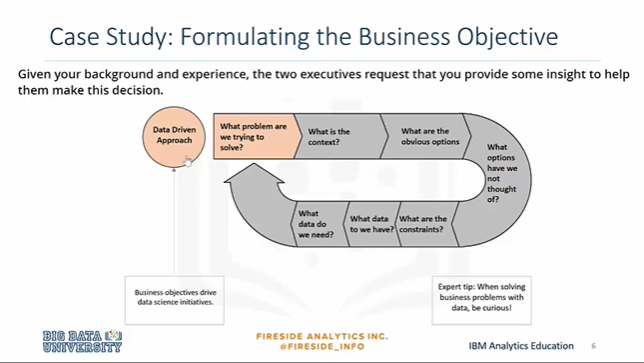 Case Study: Formulating the Business Objective
Given your background and experience, the two executives request that you provide some insight to help
them make this decision.
Data Driven
Approach
What problem are
we trying to
solve?
What is the
context?
What are the
obvious options
What
options
have we
not
thought
of?
What are the
constraints?
What data
to we have?
What
data do
we need?
Business objectives drive
data science initiatives.
Expert tip: When solving
business problems with
data, be curious!
BIG DATA
UNIVERSITY
FIRESIDE ANALYTICS INC.
@FIRESIDE_INFO
IBM Analytics Education
6